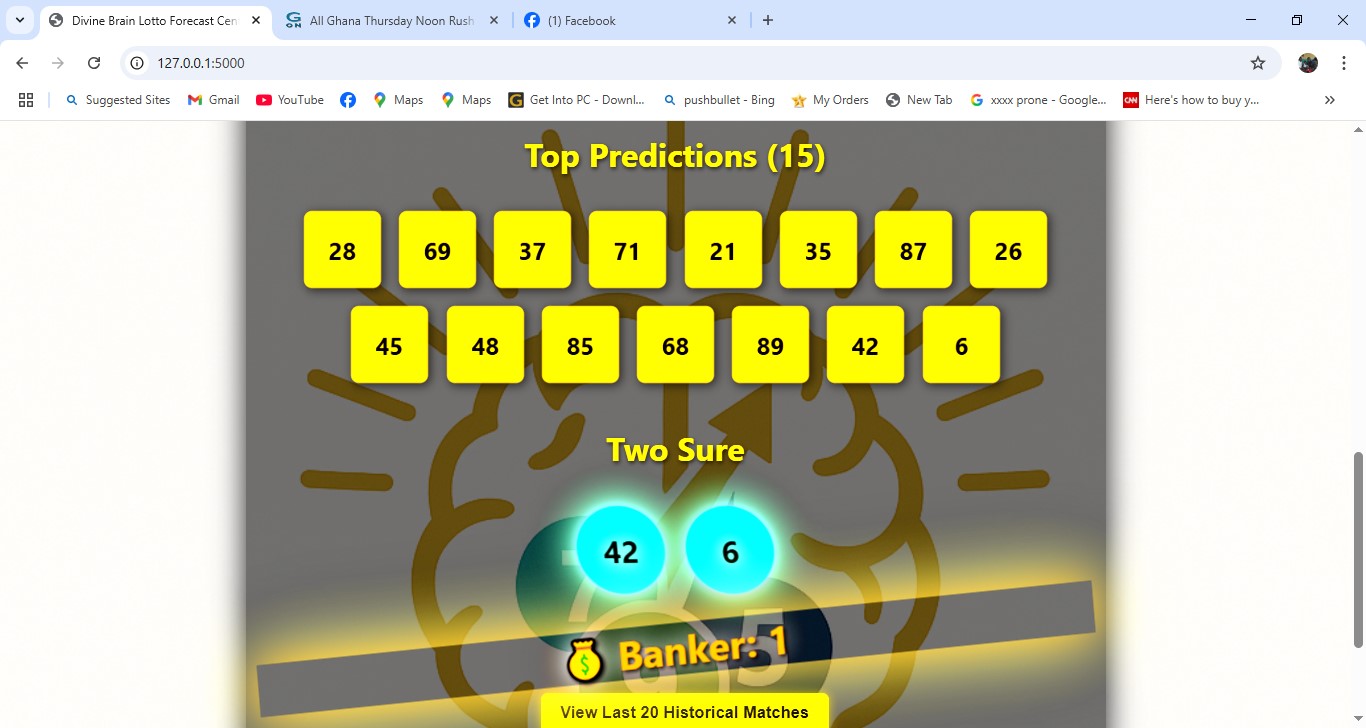 Divine Brain Lotto Forecast Cen
All Ghana Thursday Noon Rush
(1) Facebook
127.0.0.1:5000
Suggested Sites
Gmail
YouTube
Maps
Maps
Get Into PC - Downl...
pushbullet - Bing
My Orders
New Tab
xxxx prone - Google...
Here's how to buy y...
Top Predictions (15)
28 69 37 71 21 35 87 26
45 48 85 68 89 42 6
Two Sure
42 6
Banker: 1
View Last 20 Historical Matches